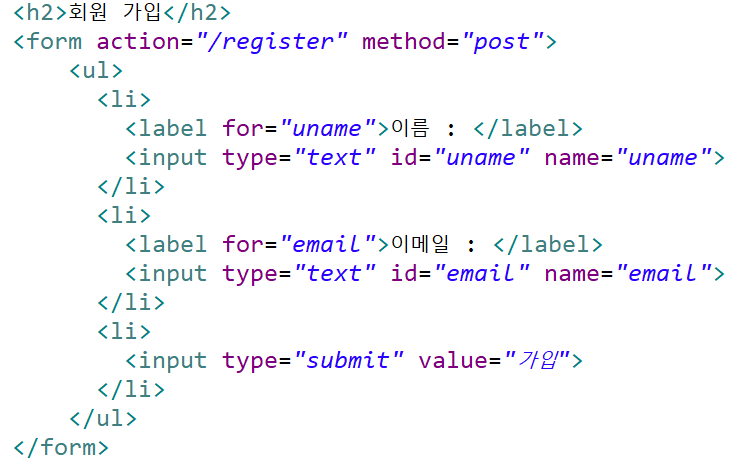 <h2>회원 가입</h2>
<form action="/register" method="post">
    <ul>
      <li>
        <label for="uname">이름 : </label>
        <input type="text" id="uname" name="uname">
      </li>
      <li>
        <label for="email">이메일 : </label>
        <input type="text" id="email" name="email">
      </li>
      <li>
        <input type="submit" value="가입">
      </li>
    </ul>
</form>